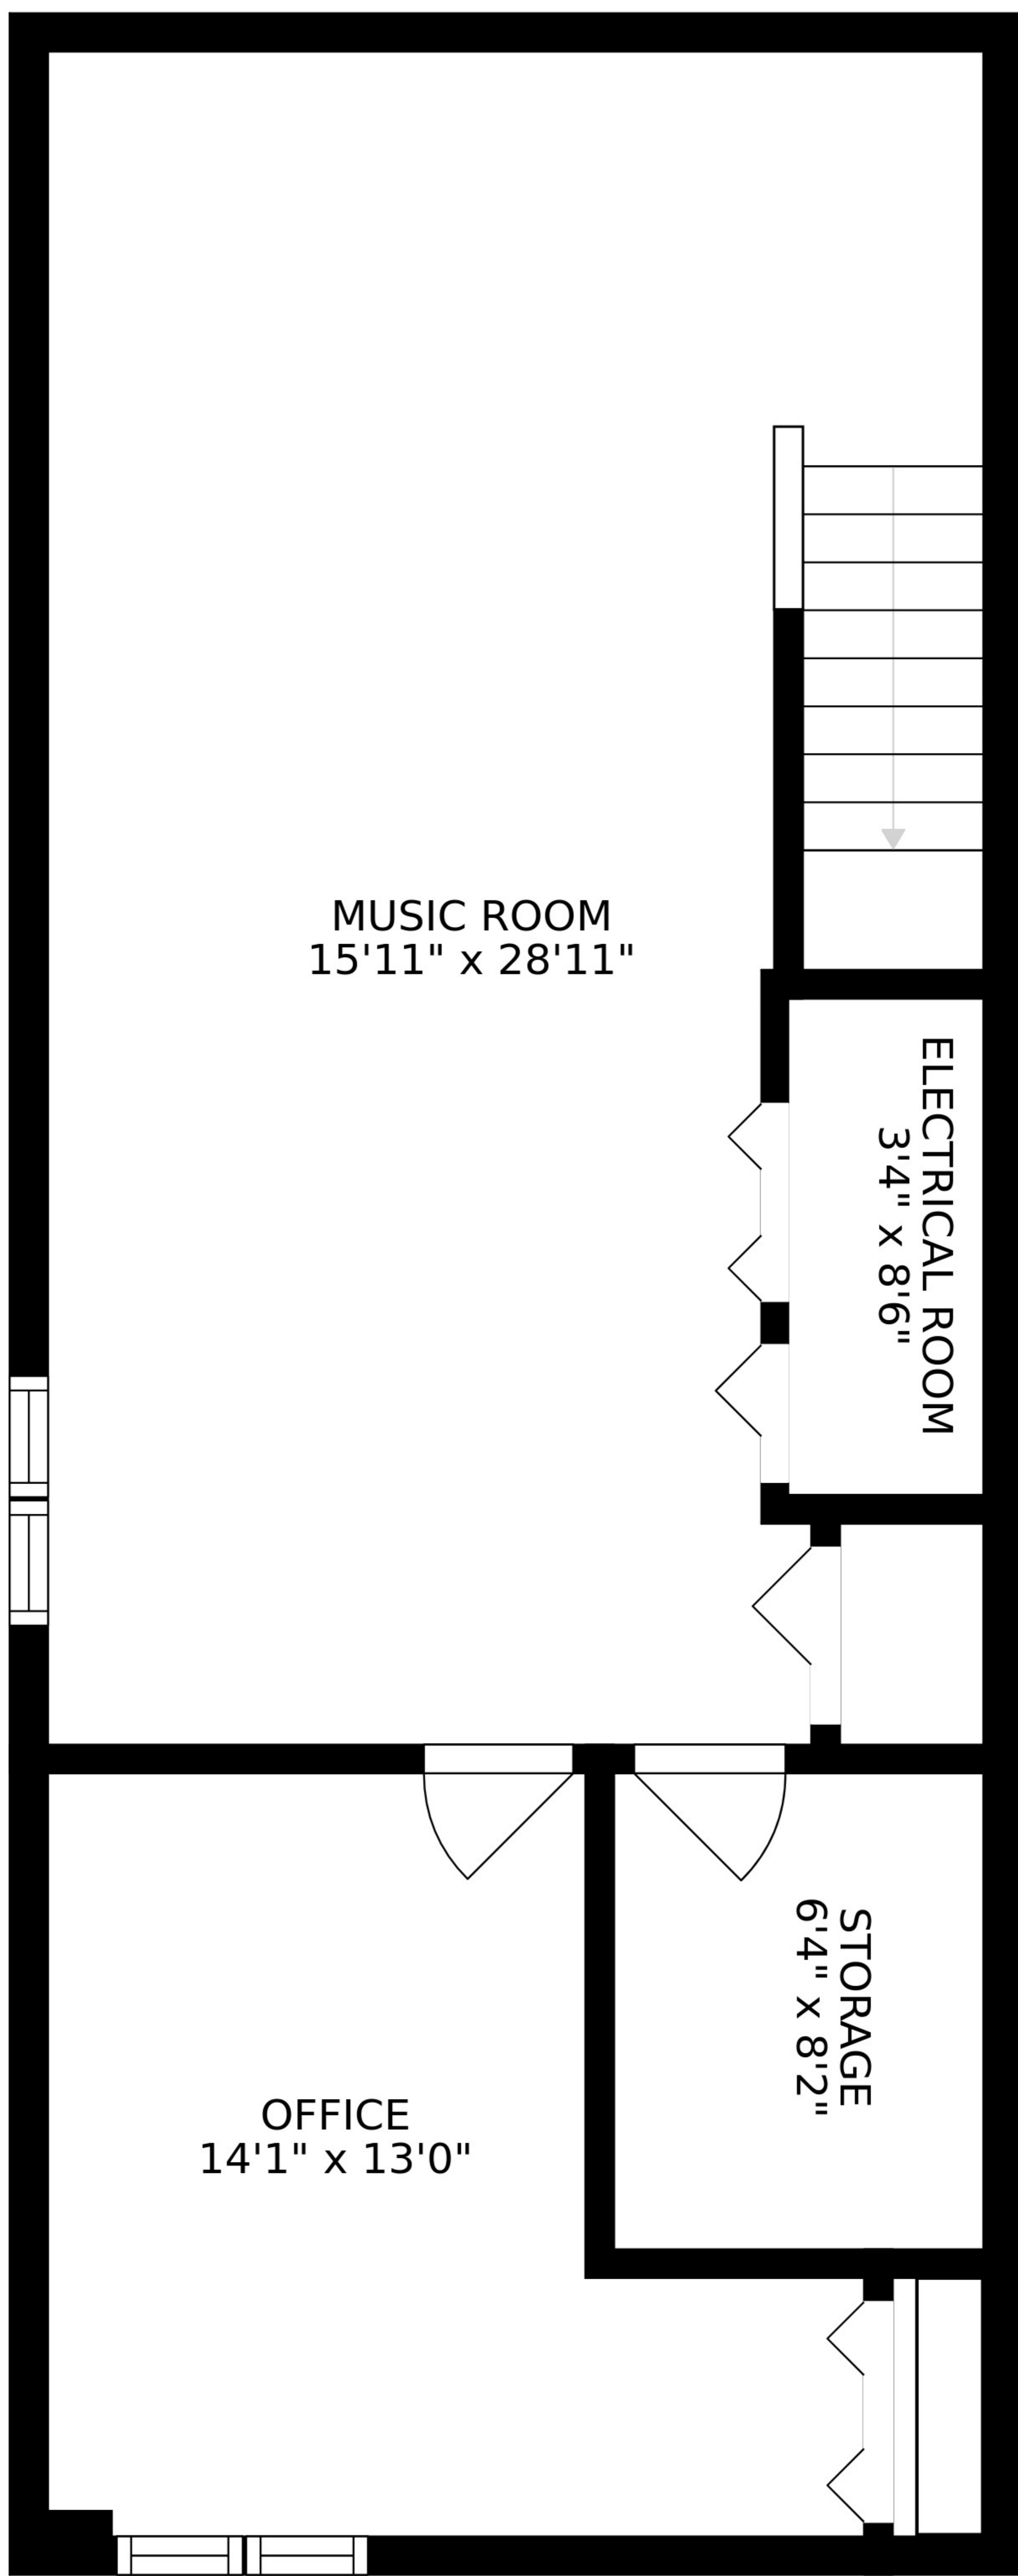 MUSIC ROOM
15'11" x 28'11"
ELECTRICAL ROOM
3'4" x 8'6"
STORAGE
6'4" x 8'2"
OFFICE
14'1" x 13'0"